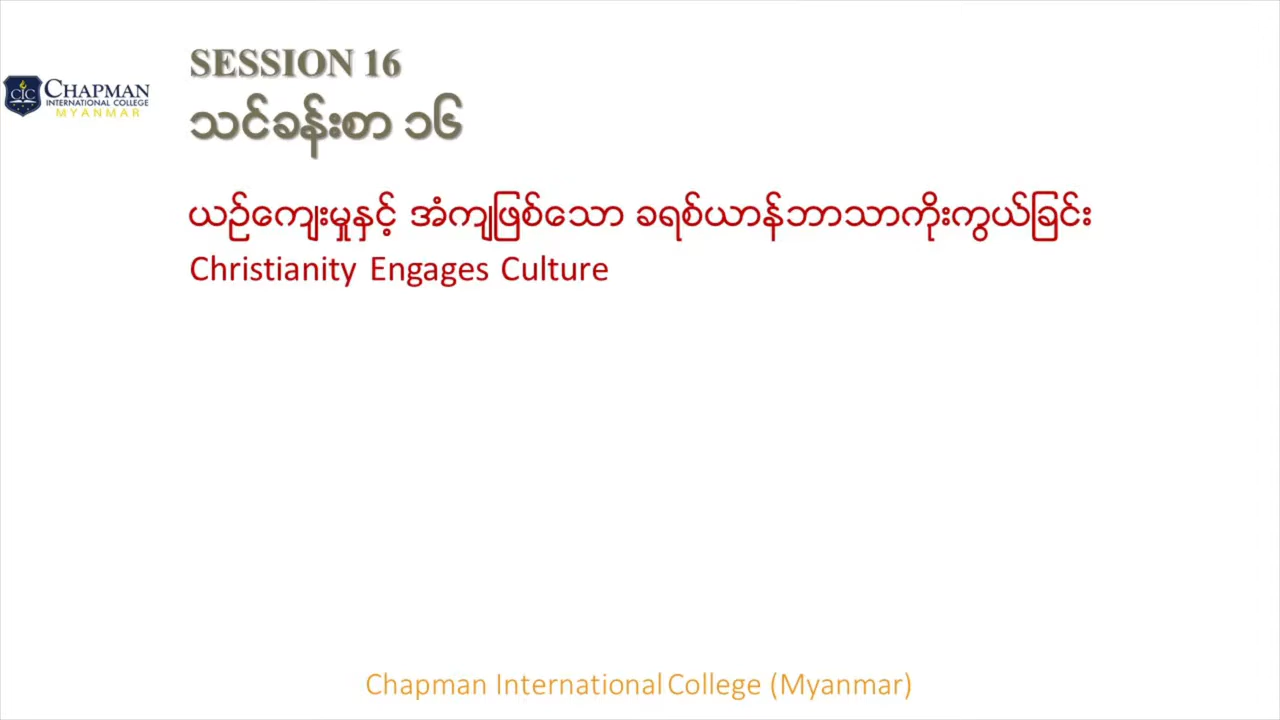 SESSION 16
CIC CHAPMAN
INTERNATIONAL COLLEGE
MYANMAR
သင်ခန်းစာ ၁၆
ယဉ်ကျေးမှုနှင့် အံကျဖြစ်သော ခရစ်ယာန်ဘာသာကိုးကွယ်ခြင်း
Christianity Engages Culture
Chapman International College (Myanmar)